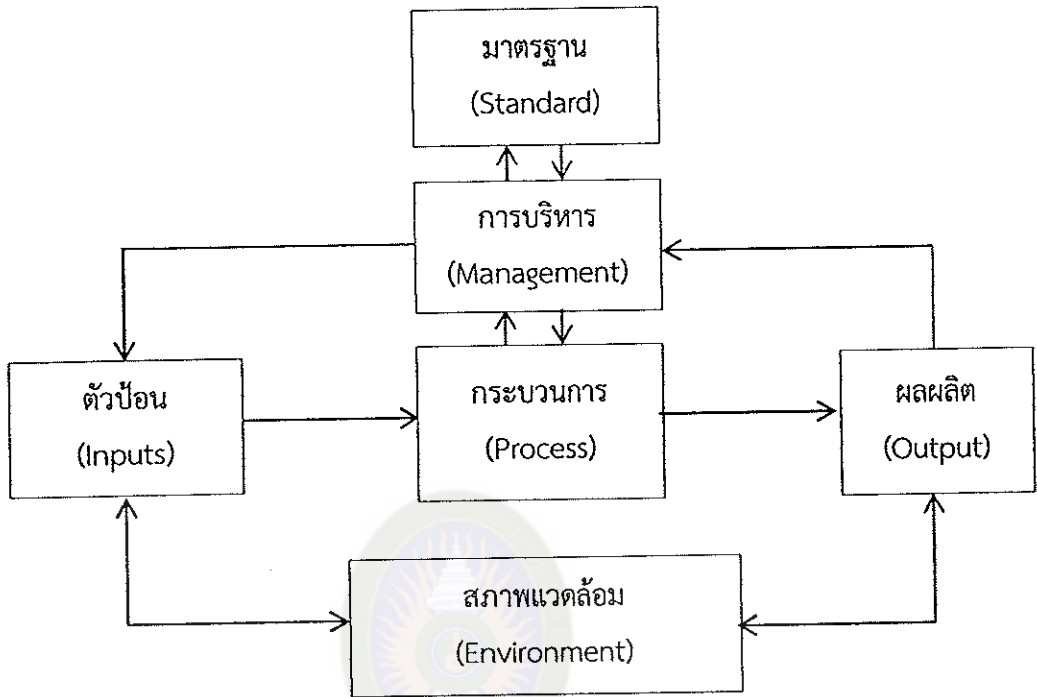 มาตรฐาน
(Standard)
การบริหาร
(Management)
ตัวป้อน
(Inputs)
กระบวนการ
(Process)
ผลผลิต
(Output)
สภาพแวดล้อม
(Environment)